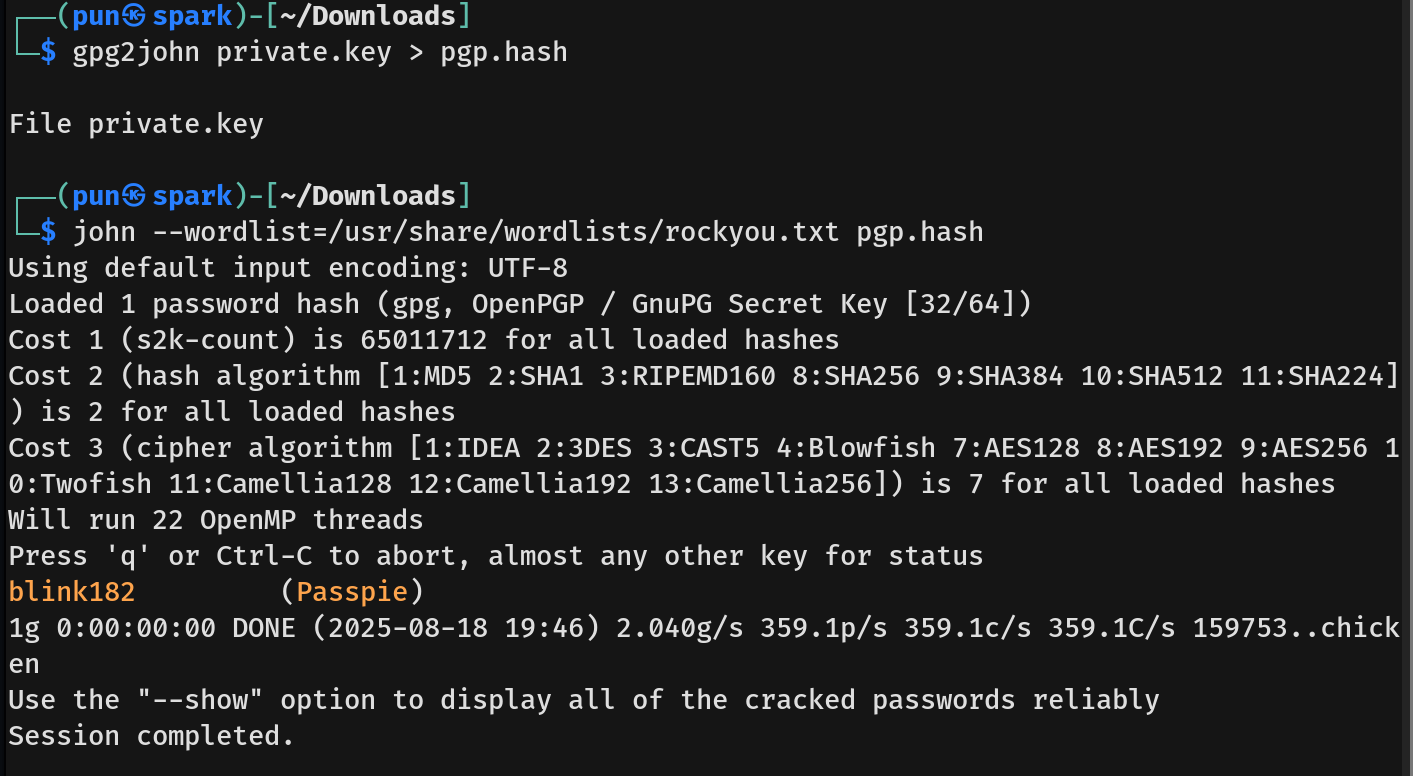 ┌──(pun㉿spark)-[~/Downloads]
└─$ gpg2john private.key > pgp.hash
File private.key
┌──(pun㉿spark)-[~/Downloads]
└─$ john --wordlist=/usr/share/wordlists/rockyou.txt pgp.hash
Using default input encoding: UTF-8
Loaded 1 password hash (gpg, OpenPGP / GnuPG Secret Key [32/64])
Cost 1 (s2k-count) is 65011712 for all loaded hashes
Cost 2 (hash algorithm [1:MD5 2:SHA1 3:RIPEMD160 8:SHA256 9:SHA384 10:SHA512 11:SHA224]
) is 2 for all loaded hashes
Cost 3 (cipher algorithm [1:IDEA 2:3DES 3:CAST5 4:Blowfish 7:AES128 8:AES192 9:AES256 1
0:Twofish 11:Camellia128 12:Camellia192 13:Camellia256]) is 7 for all loaded hashes
Will run 22 OpenMP threads
Press 'q' or Ctrl-C to abort, almost any other key for status
blink182         (Passpie)
1g 0:00:00:00 DONE (2025-08-18 19:46) 2.040g/s 359.1p/s 359.1c/s 359.1C/s 159753..chick
en
Use the "--show" option to display all of the cracked passwords reliably
Session completed.